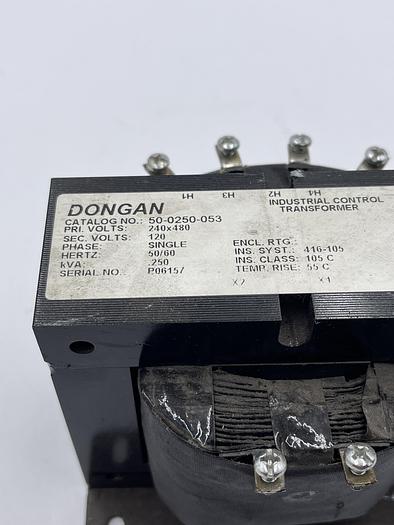 H1 H3 H2 H4
DONGAN
INDUSTRIAL CONTROL
TRANSFORMER
CATALOG NO.: 50-0250-053
PRI. VOLTS: 240x480
SEC. VOLTS: 120
PHASE: SINGLE
HERTZ: 50/60
kVA: .250
SERIAL NO. P06157
ENCL. RTG.:
INS. SYST.: 416-105
INS. CLASS: 105 C
TEMP. RISE: 55 C
X2 X1